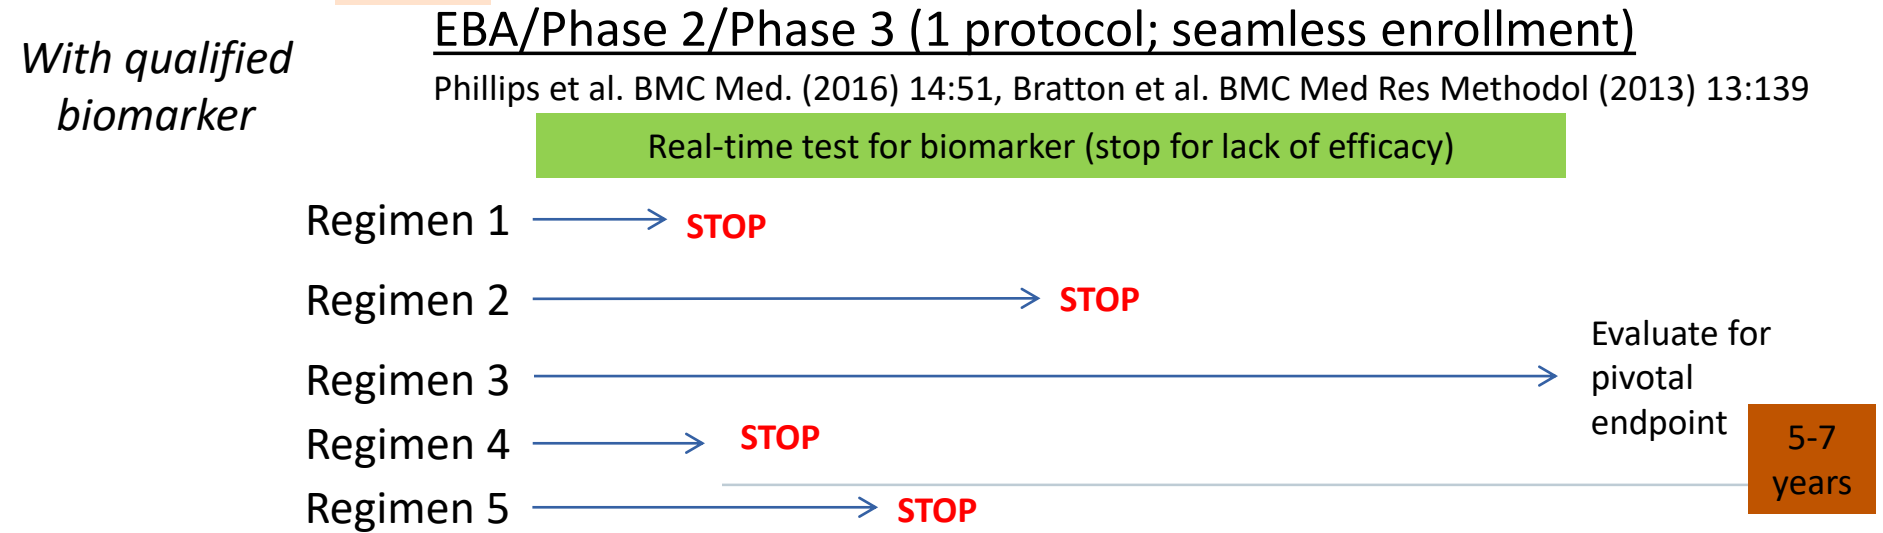 With qualified
biomarker
EBA/Phase 2/Phase 3 (1 protocol; seamless enrollment)
Phillips et al. BMC Med. (2016) 14:51, Bratton et al. BMC Med Res Methodol (2013) 13:139
Real-time test for biomarker (stop for lack of efficacy)
Regimen 1
STOP
Regimen 2
STOP
Regimen 3
Evaluate for
pivotal
endpoint
Regimen 4
STOP
5-7
years
Regimen 5
STOP